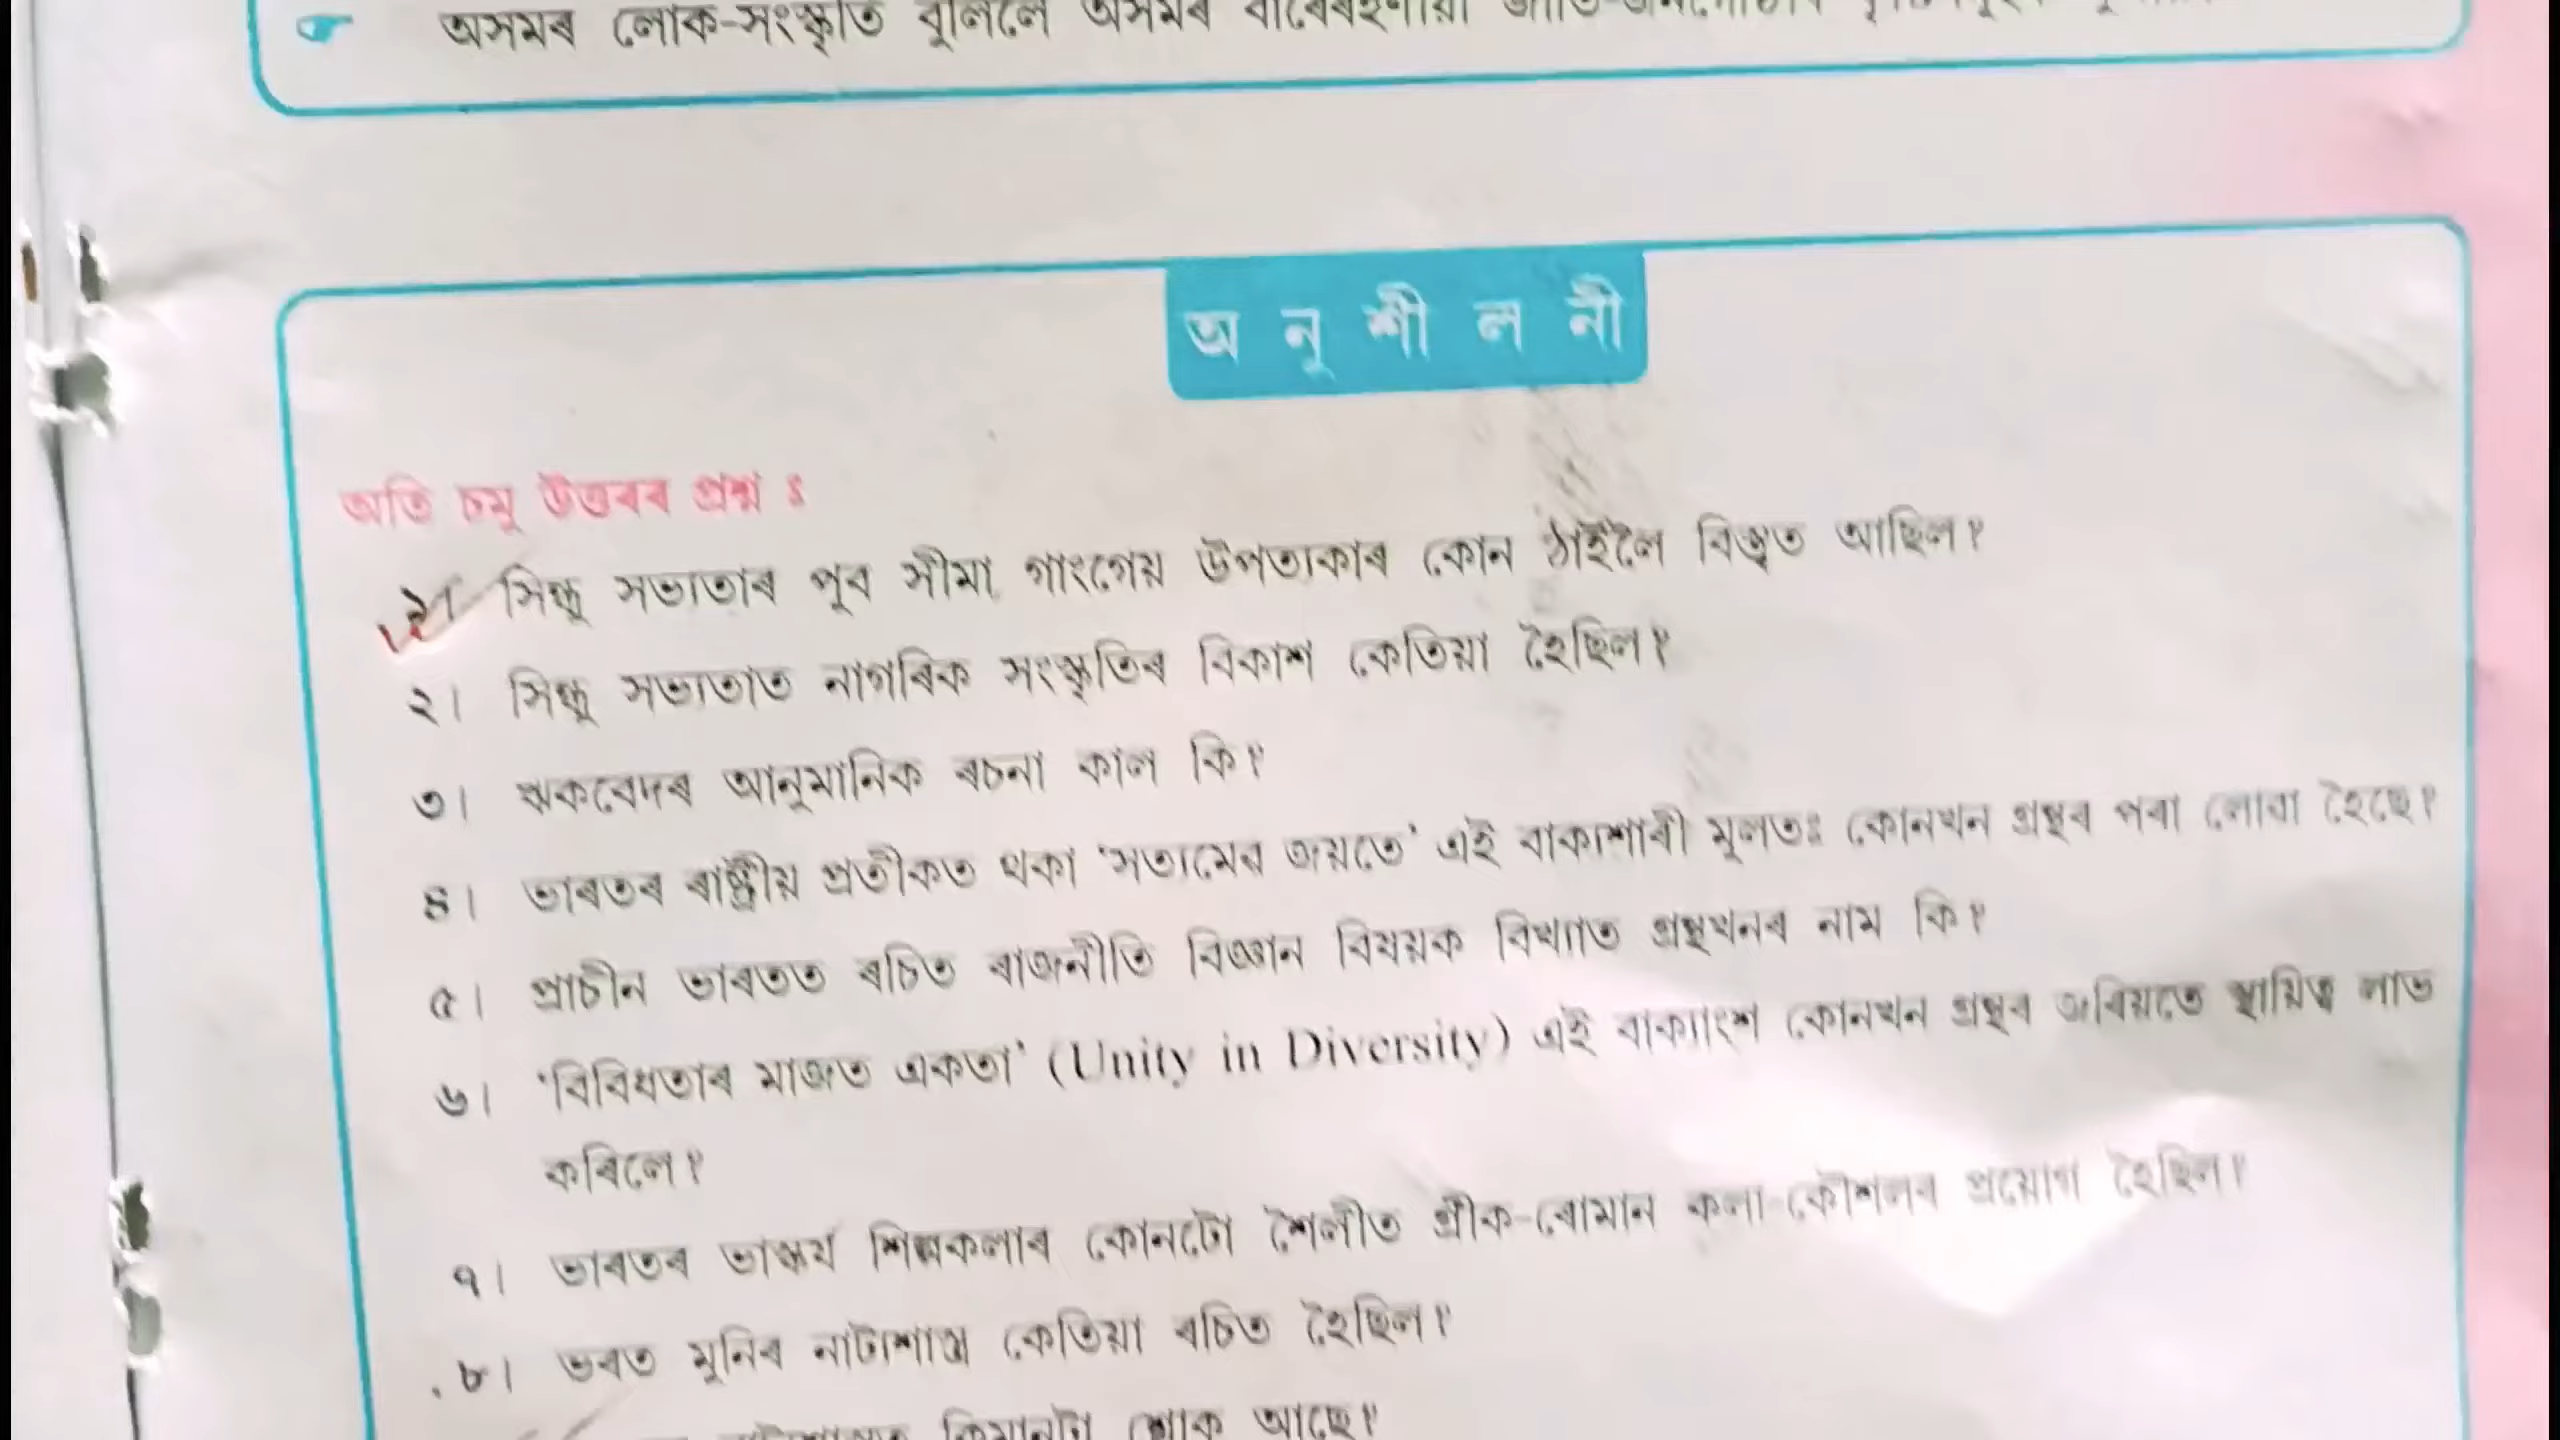 অসমৰ লোক-সংস্কৃতি বুলিলে অসমৰ বাৰেৰহণীয়া
অ নু শী ল নী
অতি চমু উত্তৰৰ প্ৰশ্ন ঃ
১। সিন্ধু সভ্যতাৰ পূব সীমা গাংগেয় উপত্যকাৰ কোন ঠাইলৈ বিস্তৃত আছিল?
২। সিন্ধু সভ্যতাত নাগৰিক সংস্কৃতিৰ বিকাশ কেতিয়া হৈছিল?
৩। ঋকবেদৰ আনুমানিক ৰচনা কাল কি?
৪। ভাৰতৰ ৰাষ্ট্ৰীয় প্ৰতীকত থকা ‘সত্যমেৱ জয়তে’ এই বাক্যশাৰী মূলতঃ কোনখন গ্ৰন্থৰ পৰা লোৱা হৈছে?
৫। প্ৰাচীন ভাৰতত ৰচিত ৰাজনীতি বিজ্ঞান বিষয়ক বিখ্যাত গ্ৰন্থখনৰ নাম কি?
৬। ‘বিবিধতাৰ মাজত একতা’ (Unity in Diversity) এই বাক্যাংশ কোনখন গ্ৰন্থৰ জৰিয়তে স্থায়িত্ব লাভ
কৰিলে?
৭। ভাৰতৰ ভাস্কৰ্য শিল্পকলাৰ কোনটো শৈলীত গ্ৰীক-ৰোমান কলা-কৌশলৰ প্ৰয়োগ হৈছিল?
৮। ভৰত মুনিৰ নাট্যশাস্ত্ৰ কেতিয়া ৰচিত হৈছিল?
কিমানটা শ্লোক আছে?